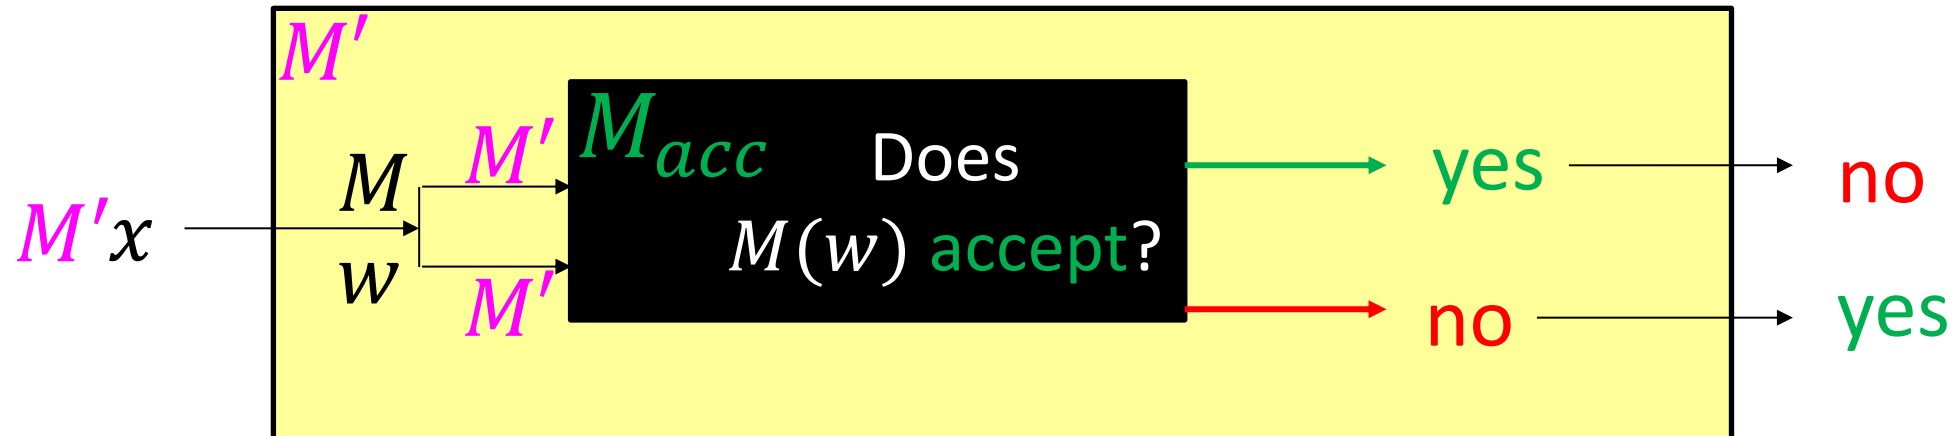 M′
M_acc Does
M′
yes
no
M
M′x
M(w) accept?
w
M′
no
yes